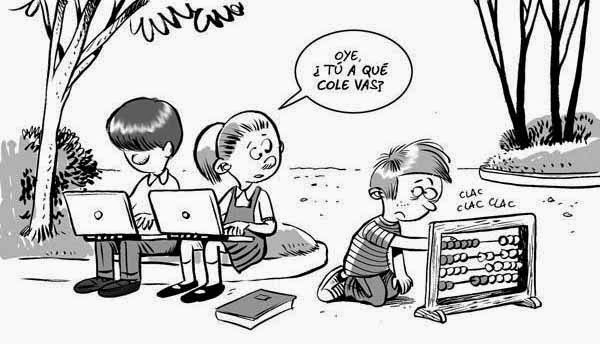 OYE,
¿TÚ A QUÉ
COLE VAS?
CLAC
CLAC CLAC